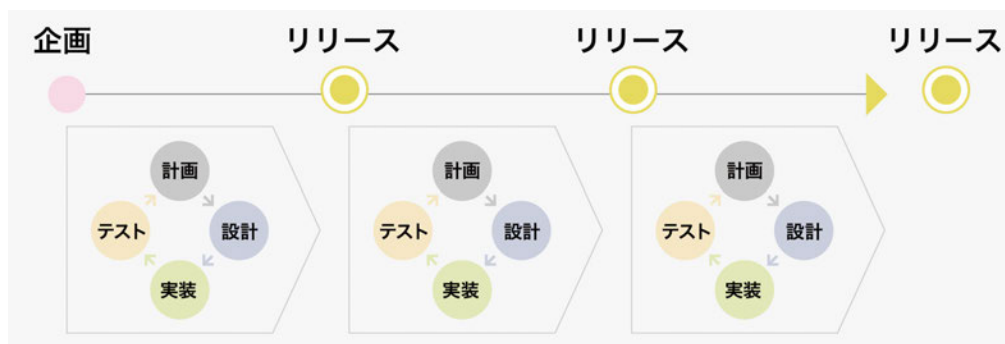 企画 リリース リリース リリース
計画 計画 計画
テスト 設計 テスト 設計 テスト 設計
実装 実装 実装